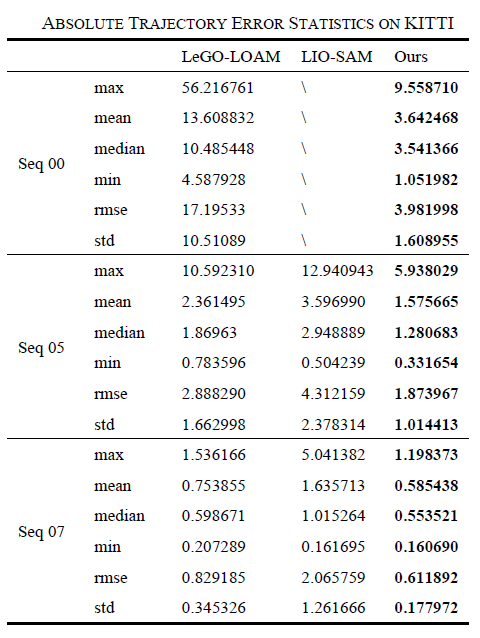 ABSOLUTE TRAJECTORY ERROR STATISTICS ON KITTI
LeGO-LOAM LIO-SAM Ours
Seq 00
max 56.216761 \ 9.558710
mean 13.608832 \ 3.642468
median 10.485448 \ 3.541366
min 4.587928 \ 1.051982
rmse 17.19533 \ 3.981998
std 10.51089 \ 1.608955
Seq 05
max 10.592310 12.940943 5.938029
mean 2.361495 3.596990 1.575665
median 1.86963 2.948889 1.280683
min 0.783596 0.504239 0.331654
rmse 2.888290 4.312159 1.873967
std 1.662998 2.378314 1.014413
Seq 07
max 1.536166 5.041382 1.198373
mean 0.753855 1.635713 0.585438
median 0.598671 1.015264 0.553521
min 0.207289 0.161695 0.160690
rmse 0.829185 2.065759 0.611892
std 0.345326 1.261666 0.177972